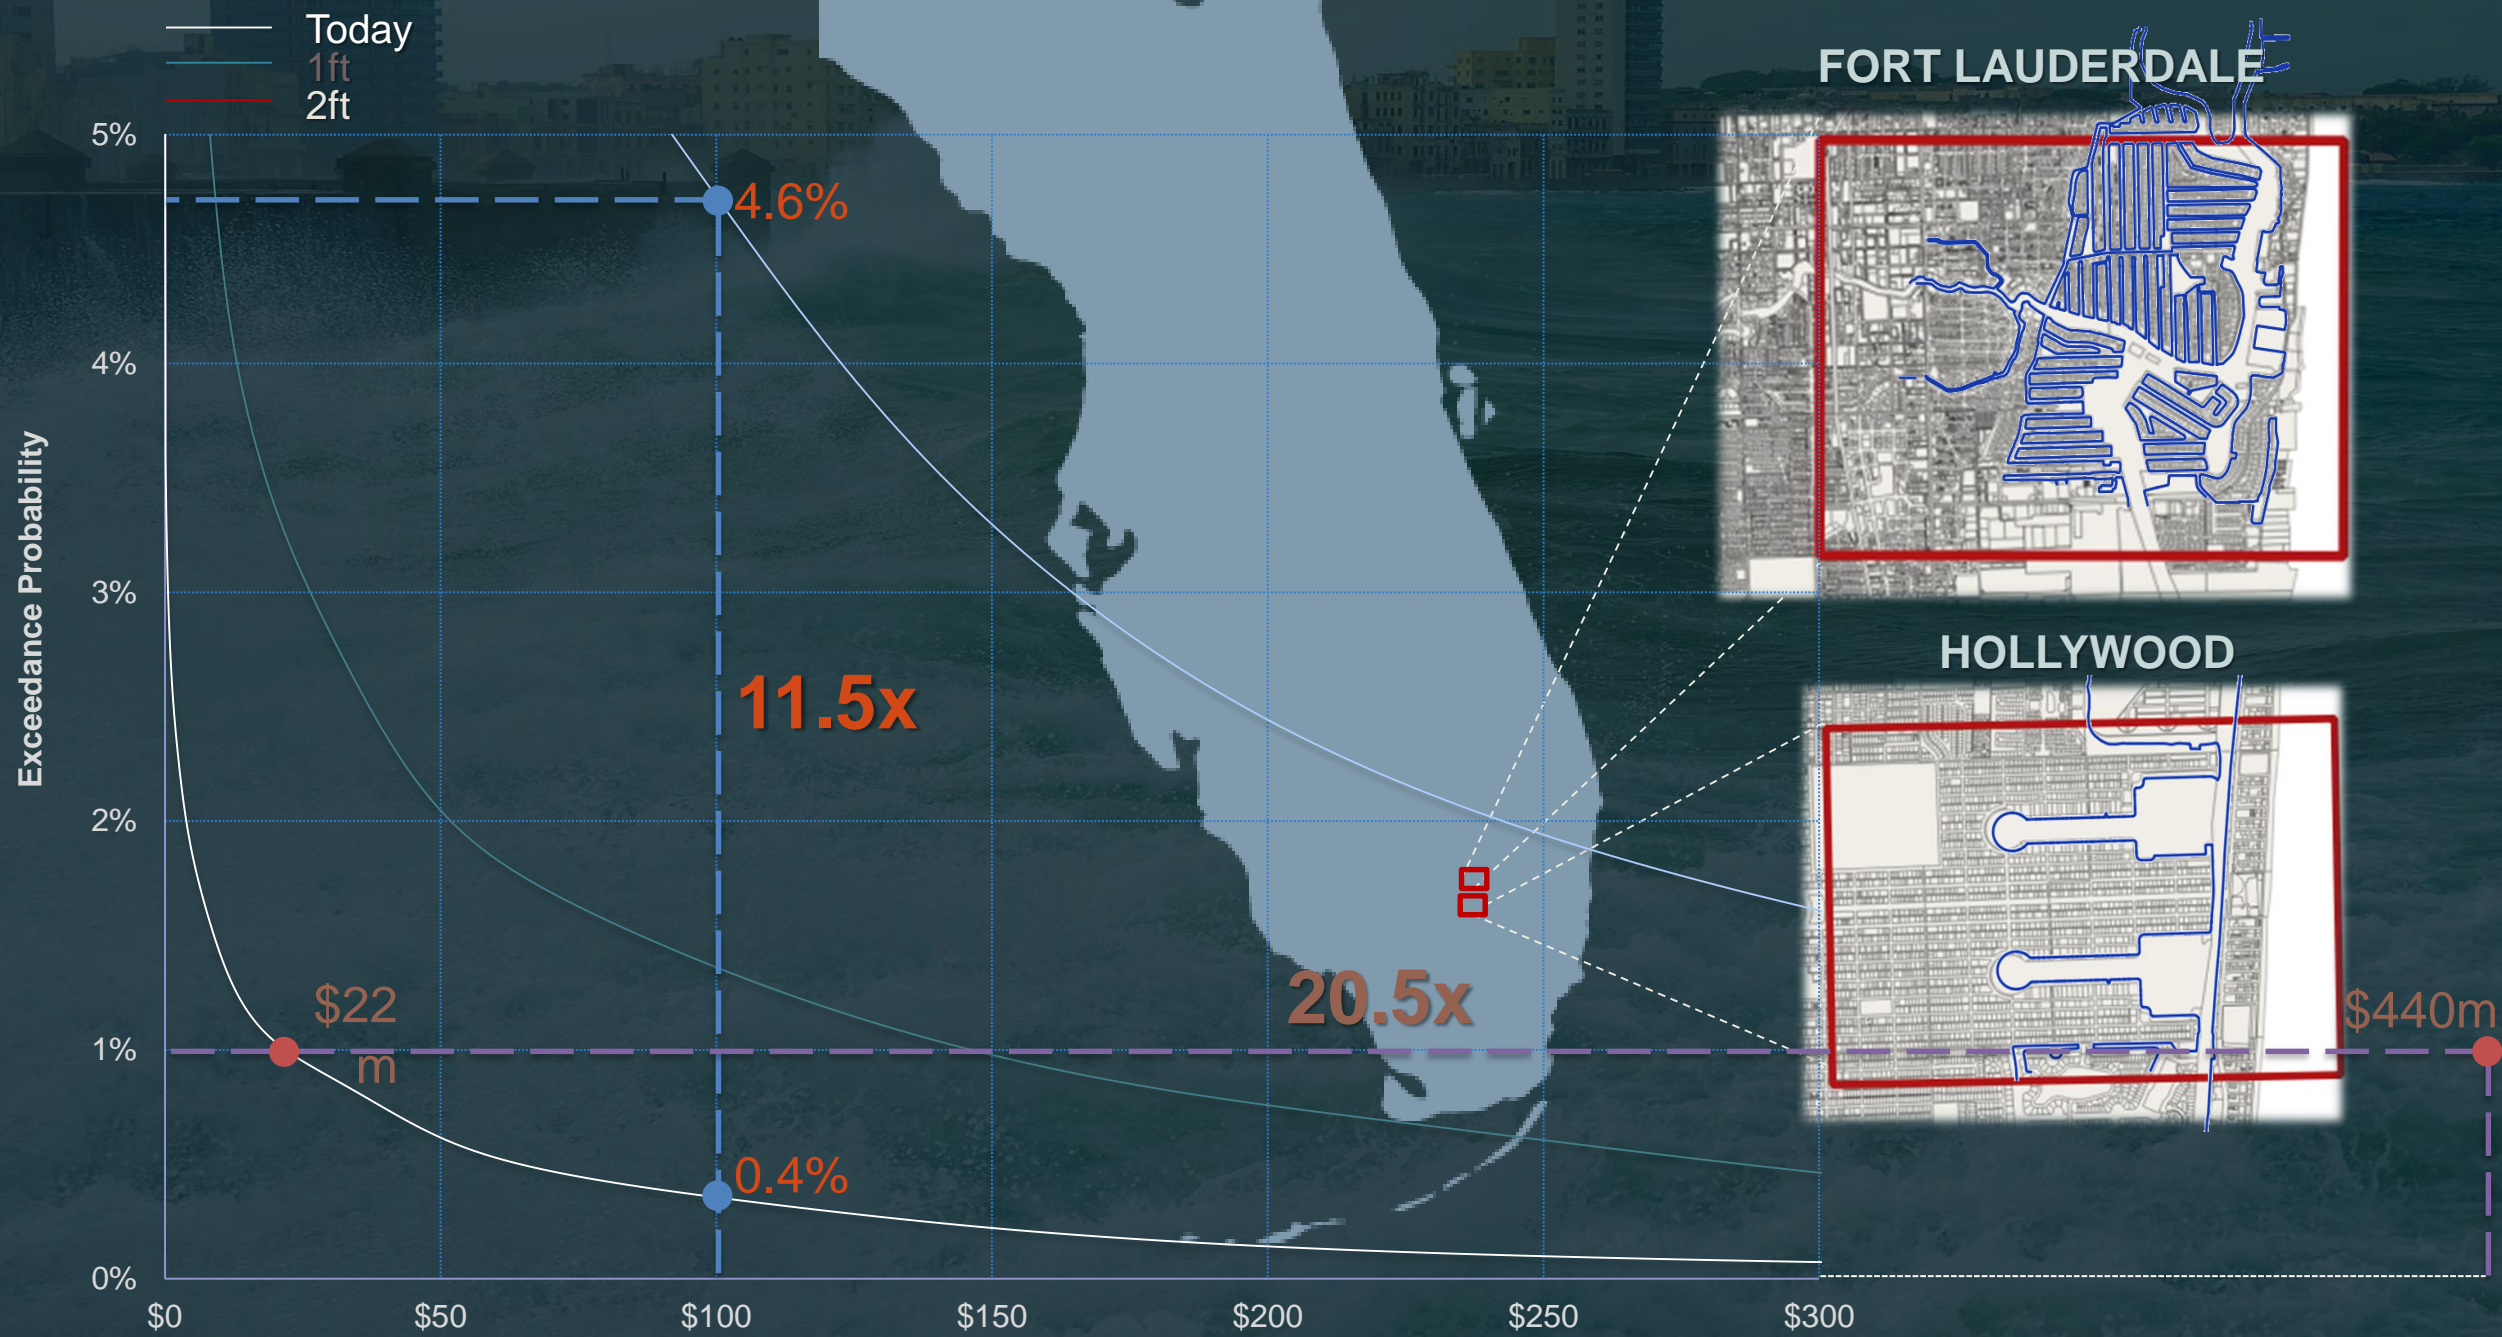 Today
1ft
2ft
FORT LAUDERDALE
5%
4.6%
4%
Exceedance Probability
3%
HOLLYWOOD
11.5x
2%
20.5x
$22
m
$440m
1%
0.4%
0%
$0
$50
$100
$150
$200
$250
$300